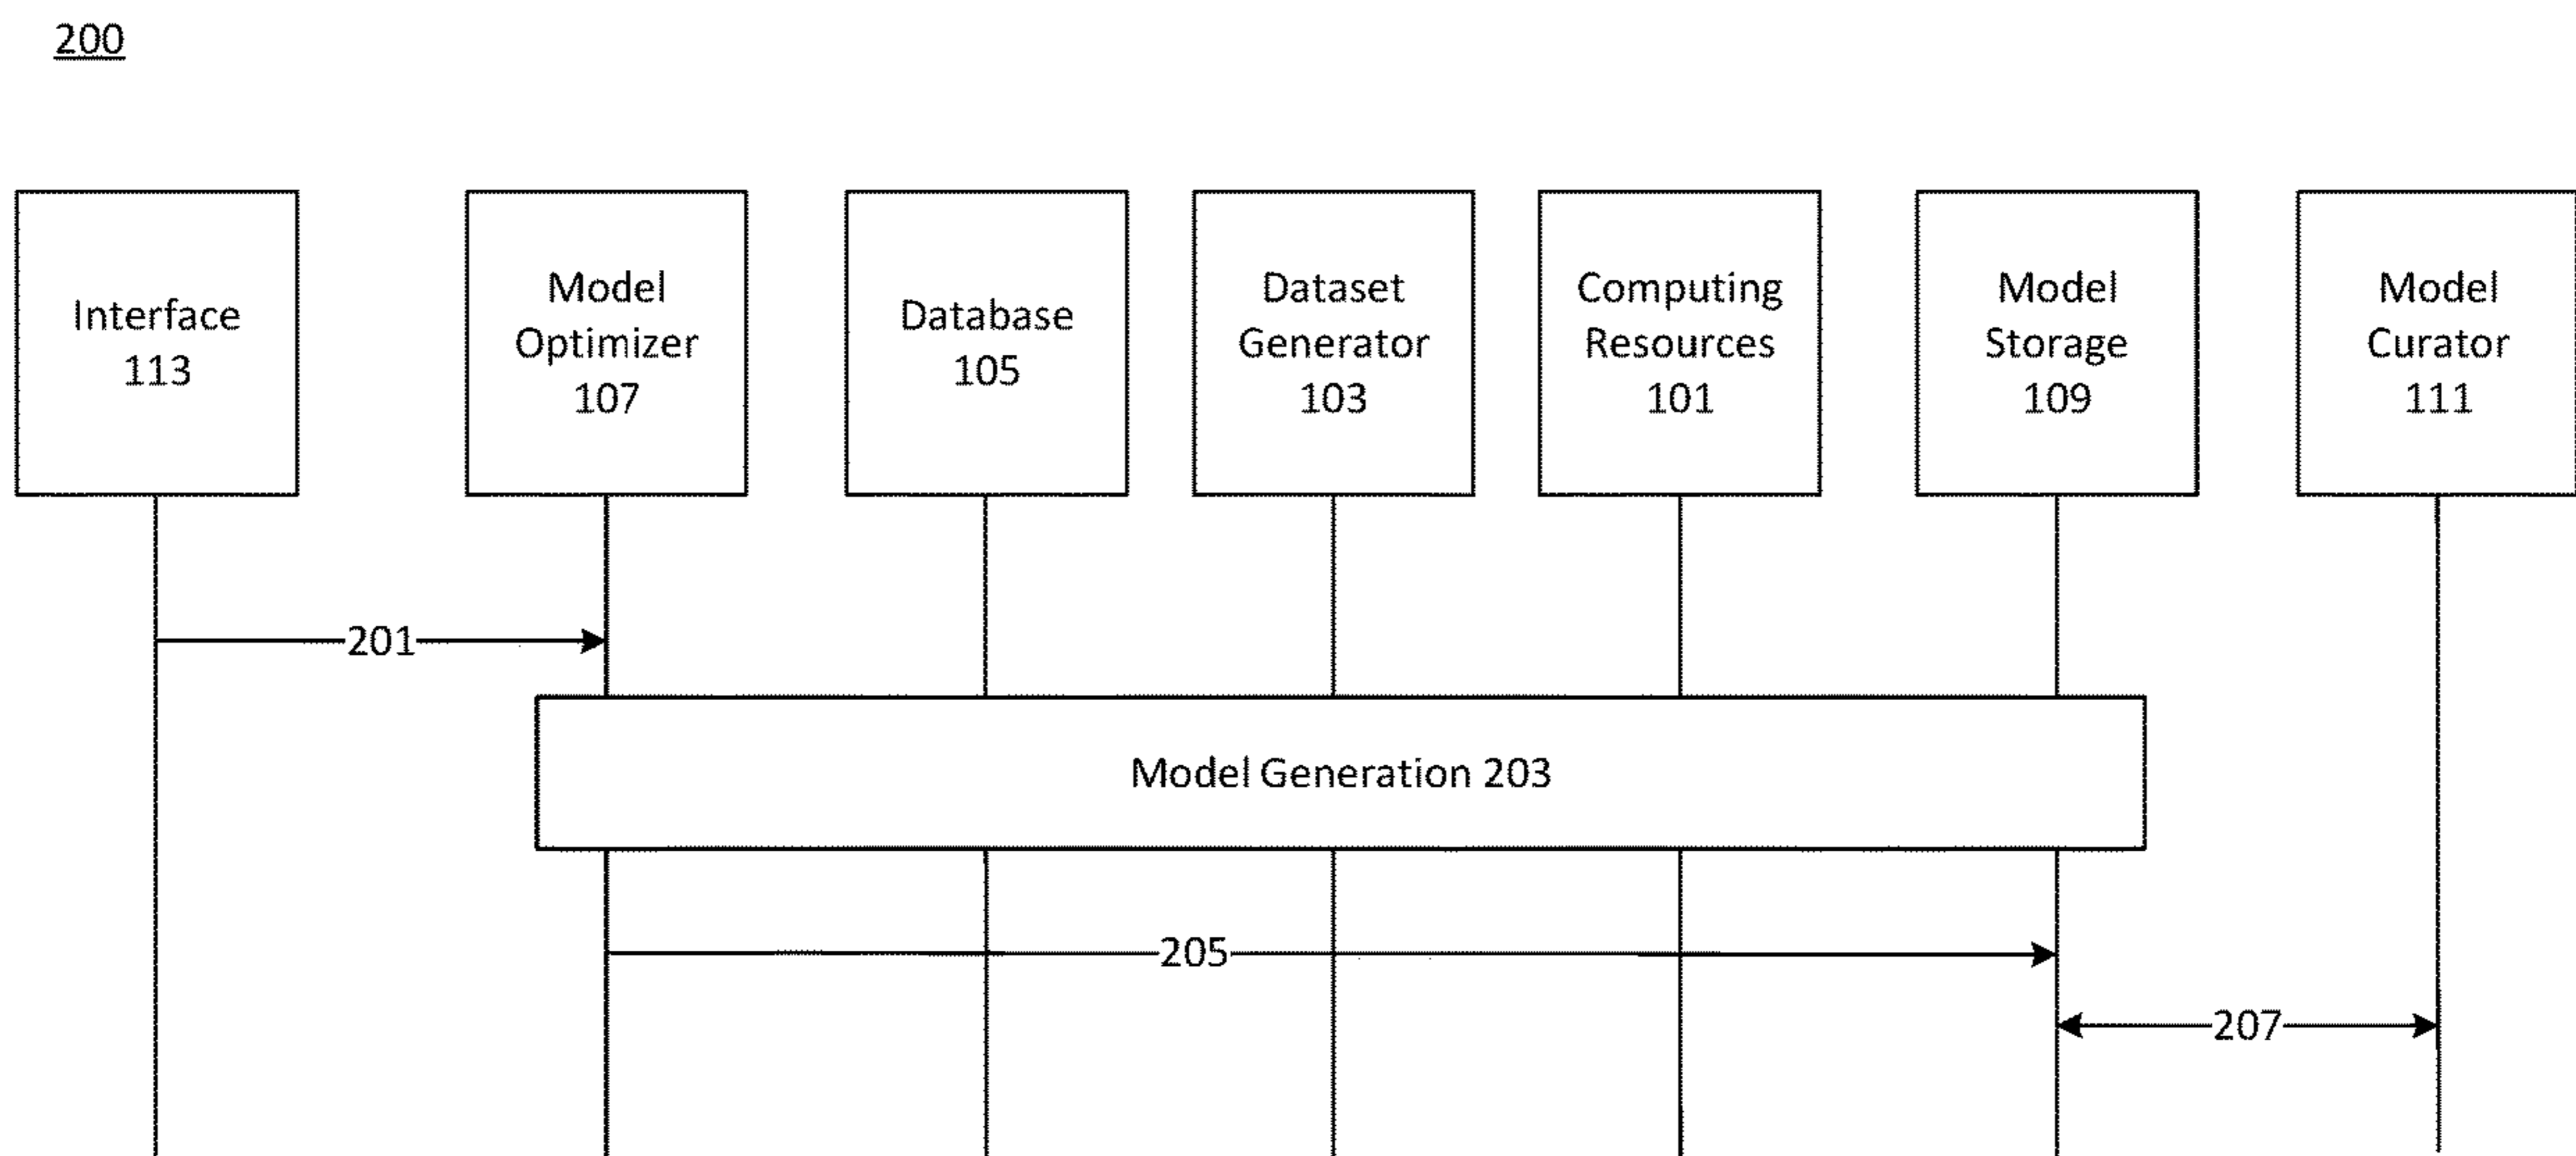 200
Interface
113
Model
Optimizer
107
Database
105
Dataset
Generator
103
Computing
Resources
101
Model
Storage
109
Model
Curator
111
201
Model Generation 203
205
207